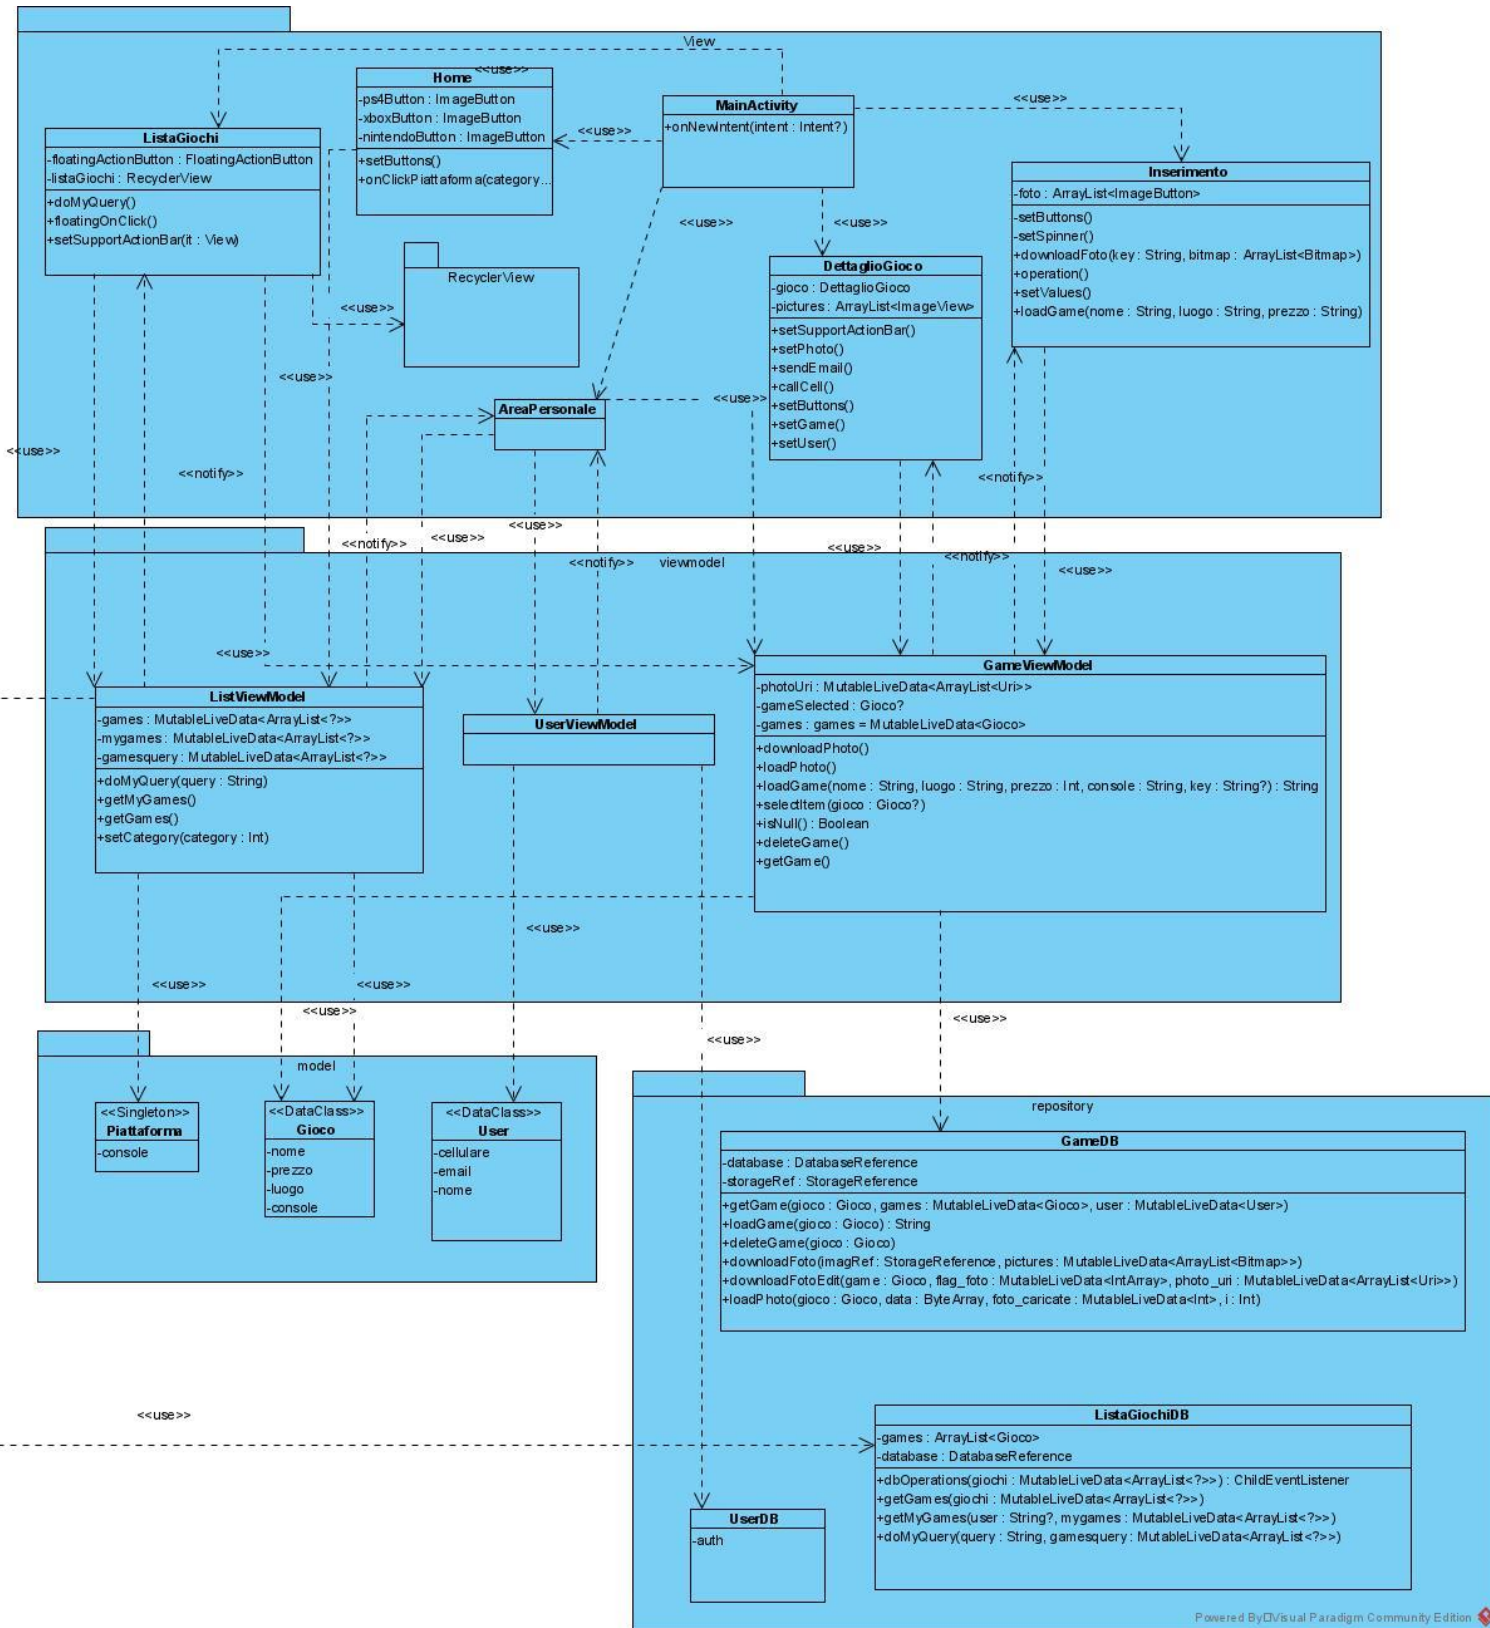 View
<<use>>
Home
-ps4Button : ImageButton
-xboxButton : ImageButton
-nintendoButton : ImageButton
+setButtons()
+onClickPiattaforma(category...
MainActivity
+onNewIntent(intent : Intent?)
<<use>>
<<use>>
ListaGiochi
-floatingActionButton : FloatingActionButton
-listaGiochi : RecyclerView
+doMyQuery()
+floatingOnClick()
+setSupportActionBar(it : View)
Inserimento
-foto : ArrayList<ImageButton>
-setButtons()
-setSpinner()
+downloadFoto(key : String, bitmap : ArrayList<Bitmap>)
+operation()
+setValues()
+loadGame(nome : String, luogo : String, prezzo : String)
<<use>>
<<use>>
RecyclerView
<<use>>
DettaglioGioco
-gioco : DettaglioGioco
-pictures : ArrayList<ImageView>
+setSupportActionBar()
+setPhoto()
+sendEmail()
+callCell()
+setButtons()
+setGame()
+setUser()
<<use>>
AreaPersonale
<<use>>
<<use>>
<<notify>>
<<notify>>
<<use>>
<<notify>>
<<use>>
<<use>>
<<notify>>
<<notify>>
<<use>>
viewmodel
<<use>>
ListViewModel
-games : MutableLiveData<ArrayList<?>>
-mygames : MutableLiveData<ArrayList<?>>
-gamesquery : MutableLiveData<ArrayList<?>>
+doMyQuery(query : String)
+getMyGames()
+getGames()
+setCategory(category : Int)
UserViewModel
GameViewModel
-photoUri : MutableLiveData<ArrayList<Uri>>
-gameSelected : Gioco?
-games : games = MutableLiveData<Gioco>
+downloadPhoto()
+loadPhoto()
+loadGame(nome : String, luogo : String, prezzo : Int, console : String, key : String?) : String
+selectItem(gioco : Gioco?)
+isNull() : Boolean
+deleteGame()
+getGame()
<<use>>
<<use>>
<<use>>
<<use>>
<<use>>
<<use>>
model
<<Singleton>>
Piattaforma
-console
<<DataClass>>
Gioco
-nome
-prezzo
-luogo
-console
<<DataClass>>
User
-cellulare
-email
-nome
repository
GameDB
-database : DatabaseReference
-storageRef : StorageReference
+getGame(gioco : Gioco, games : MutableLiveData<Gioco>, user : MutableLiveData<User>)
+loadGame(gioco : Gioco) : String
+deleteGame(gioco : Gioco)
+downloadFoto(imagRef : StorageReference, pictures : MutableLiveData<ArrayList<Bitmap>>)
+downloadFotoEdit(game : Gioco, flag_foto : MutableLiveData<IntArray>, photo_uri : MutableLiveData<ArrayList<Uri>>)
+loadPhoto(gioco : Gioco, data : ByteArray, foto_caricate : MutableLiveData<Int>, i : Int)
<<use>>
ListaGiochiDB
-games : ArrayList<Gioco>
-database : DatabaseReference
+dbOperations(giochi : MutableLiveData<ArrayList<?>>) : ChildEventListener
+getGames(giochi : MutableLiveData<ArrayList<?>>)
+getMyGames(user : String?, mygames : MutableLiveData<ArrayList<?>>)
+doMyQuery(query : String, gamesquery : MutableLiveData<ArrayList<?>>)
UserDB
-auth
Powered By Visual Paradigm Community Edition